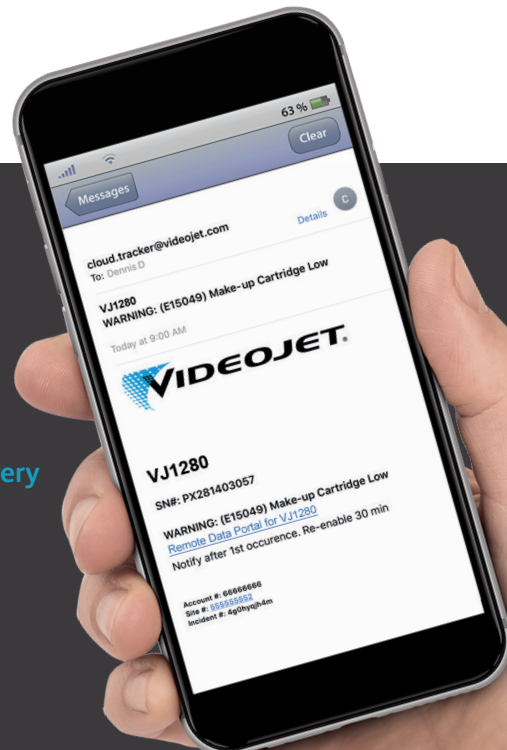 63 %
Messages
Clear
cloud.tracker@videojet.com
To: Dennis D
Details
C
VJ1280
WARNING: (E15049) Make-up Cartridge Low
Today at 9:00 AM
VIDEOJET.
VJ1280
SN#: PX281403057
WARNING: (E15049) Make-up Cartridge Low
Remote Data Portal for VJ1280
Notify after 1st occurence. Re-enable 30 min
Account #: 66666666
Site #: 555555552
Incident #: 4g0hyqjh4m
ery